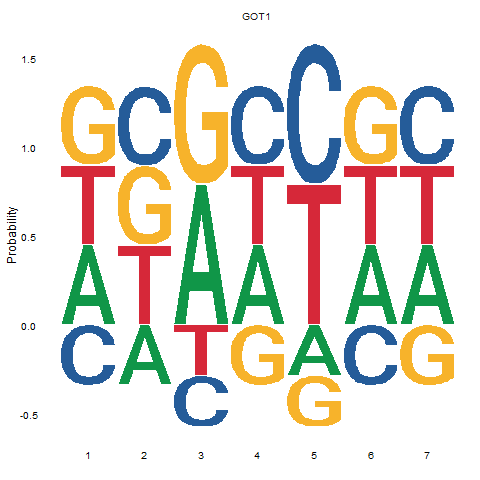 GOT1
1.5
1.0
0.5
0.0
-0.5
Probability
G C G C C G C
T G A T T T T
A T T A A A A
C A C G G C G
1 2 3 4 5 6 7